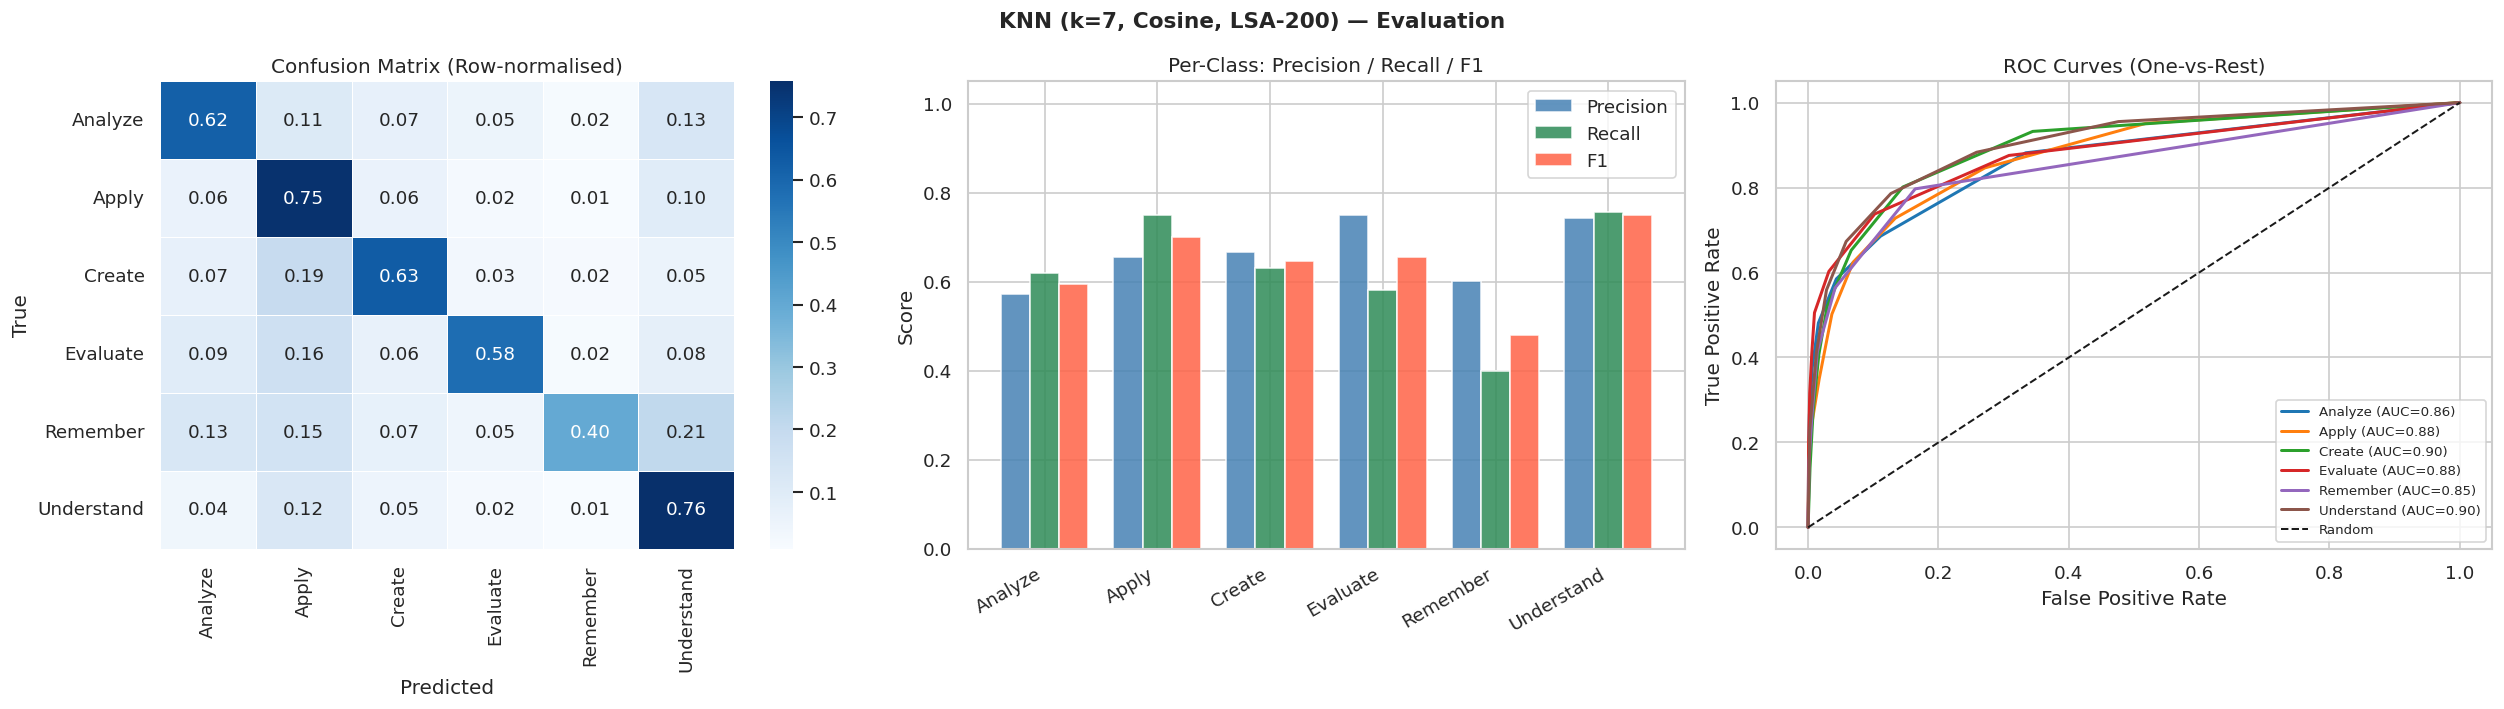 KNN (k=7, Cosine, LSA-200) — Evaluation
Confusion Matrix (Row-normalised)
True
Analyze 0.62 0.11 0.07 0.05 0.02 0.13
Apply 0.06 0.75 0.06 0.02 0.01 0.10
Create 0.07 0.19 0.63 0.03 0.02 0.05
Evaluate 0.09 0.16 0.06 0.58 0.02 0.08
Remember 0.13 0.15 0.07 0.05 0.40 0.21
Understand 0.04 0.12 0.05 0.02 0.01 0.76
Analyze Apply Create Evaluate Remember Understand
Predicted
0.7
0.6
0.5
0.4
0.3
0.2
0.1
Per-Class: Precision / Recall / F1
Score
1.0
0.8
0.6
0.4
0.2
0.0
Precision
Recall
F1
Analyze Apply Create Evaluate Remember Understand
ROC Curves (One-vs-Rest)
True Positive Rate
1.0
0.8
0.6
0.4
0.2
0.0
Analyze (AUC=0.86)
Apply (AUC=0.88)
Create (AUC=0.90)
Evaluate (AUC=0.88)
Remember (AUC=0.85)
Understand (AUC=0.90)
Random
0.0 0.2 0.4 0.6 0.8 1.0
False Positive Rate